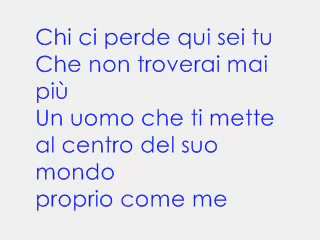 Chi ci perde qui sei tu
Che non troverai mai
più
Un uomo che ti mette
al centro del suo
mondo
proprio come me